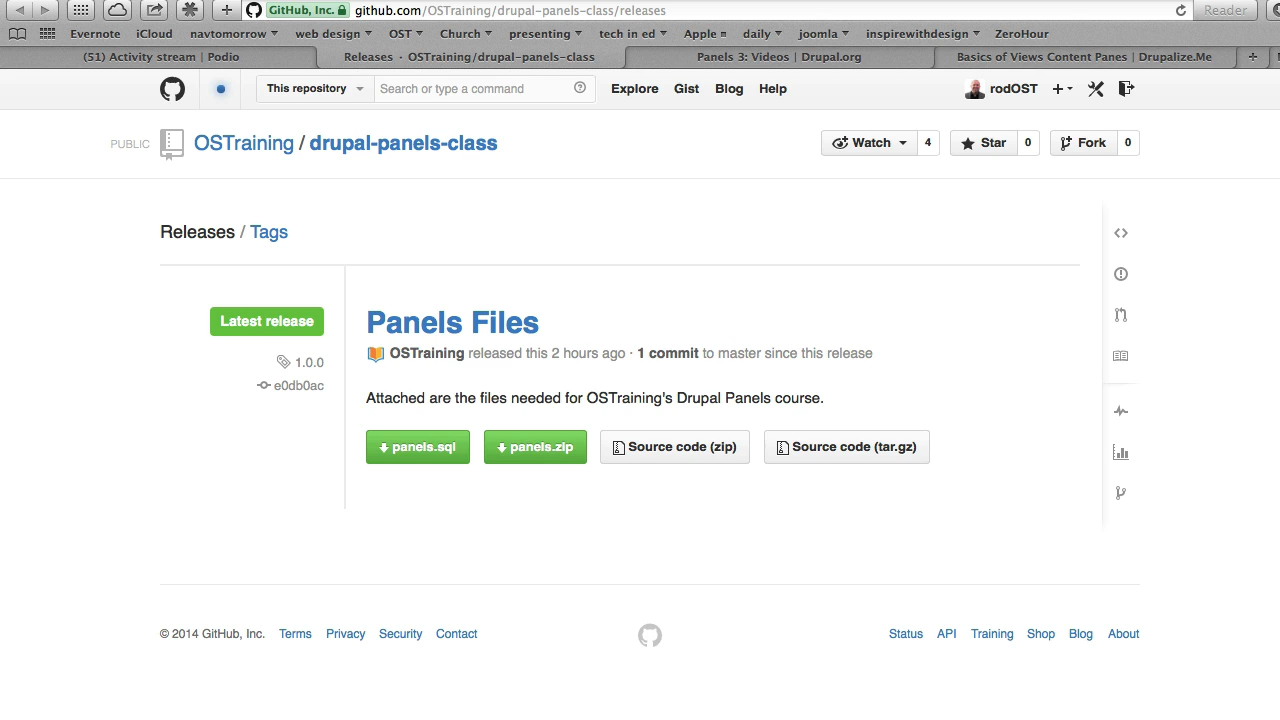 GitHub, Inc. github.com/OSTraining/drupal-panels-class/releases Reader
Evernote iCloud navtomorrow web design OST Church presenting tech in ed Apple daily joomla inspirewithdesign ZeroHour
(51) Activity stream | Podio Releases · OSTraining/drupal-panels-class Panels 3: Videos | Drupal.org Basics of Views Content Panes | Drupalize.Me
This repository Search or type a command Explore Gist Blog Help rodOST
PUBLIC OSTraining / drupal-panels-class Watch 4 Star 0 Fork 0
Releases / Tags
Latest release
1.0.0
e0db0ac
Panels Files
OSTraining released this 2 hours ago · 1 commit to master since this release
Attached are the files needed for OSTraining's Drupal Panels course.
panels.sql panels.zip Source code (zip) Source code (tar.gz)
© 2014 GitHub, Inc. Terms Privacy Security Contact Status API Training Shop Blog About